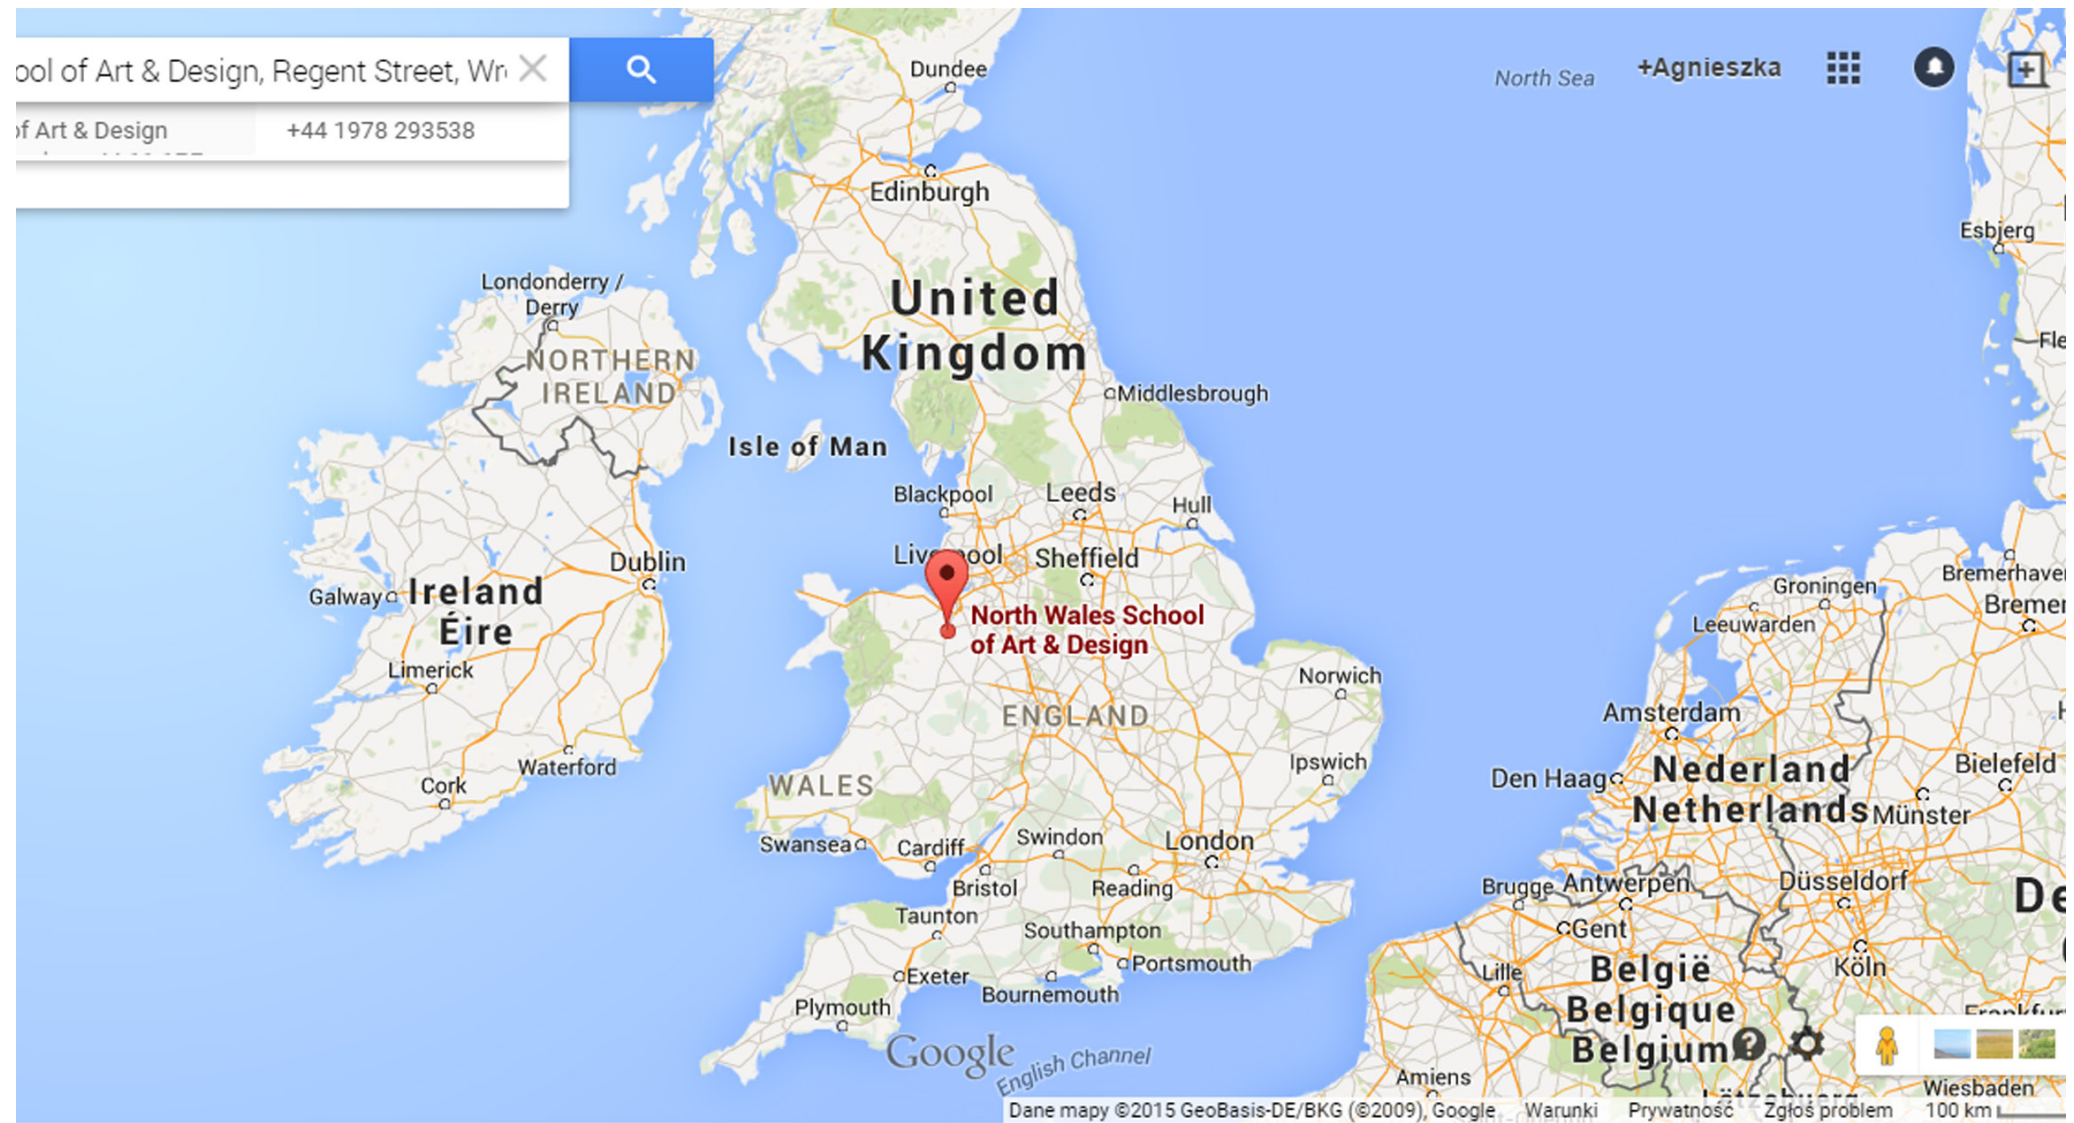 ool of Art & Design, Regent Street, Wr
of Art & Design
+44 1978 293538
North Sea
+Agnieszka
Dundee
Edinburgh
Esbjerg
Londonderry /
Derry
United
Kingdom
NORTHERN
IRELAND
Fle
Middlesbrough
Isle of Man
Blackpool
Leeds
Hull
Liverpool
Sheffield
Dublin
Galway
Ireland
Éire
North Wales School
of Art & Design
Groningen
Bremerhave
Bremen
Leeuwarden
Limerick
Norwich
ENGLAND
Amsterdam
Waterford
Cork
WALES
Ipswich
Den Haag
Nederland
Netherlands
Bielefeld
Münster
Swansea
Cardiff
Swindon
London
Bristol
Reading
Brugge
Antwerpen
Düsseldorf
De
Taunton
Southampton
Gent
Portsmouth
Exeter
Bournemouth
Lille
België
Belgique
Belgium
Köln
Plymouth
Frankfur
Google
English Channel
Amiens
Wiesbaden
Dane mapy ©2015 GeoBasis-DE/BKG (©2009), Google
Warunki
Prywatność
Zgłoś problem
100 km